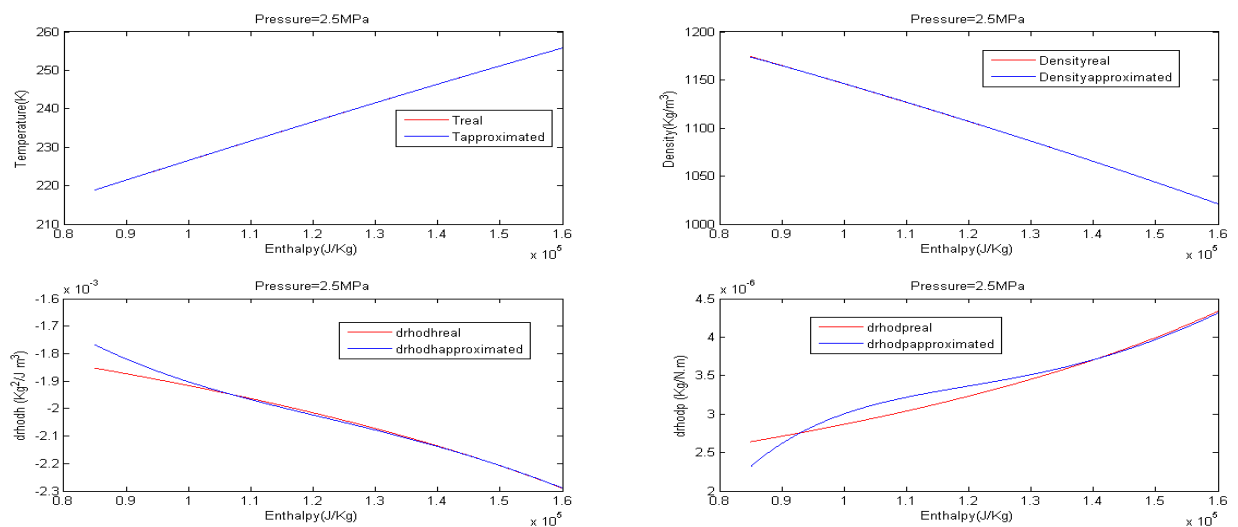 Pressure=2.5MPa
260
250
240
230
220
210
Temperature(K)
Treal
Tapproximated
0.8 0.9 1 1.1 1.2 1.3 1.4 1.5 1.6
Enthalpy(J/Kg)
x 10^5
Pressure=2.5MPa
1200
1150
1100
1050
1000
Density(Kg/m^3)
Densityreal
Densityapproximated
0.8 0.9 1 1.1 1.2 1.3 1.4 1.5 1.6
Enthalpy(J/Kg)
x 10^5
x 10^-3
Pressure=2.5MPa
-1.6
-1.7
-1.8
-1.9
-2
-2.1
-2.2
-2.3
drhodh (Kg^2/J m^3)
drhodhreal
drhodhapproximated
0.8 0.9 1 1.1 1.2 1.3 1.4 1.5 1.6
Enthalpy(J/Kg)
x 10^5
x 10^-6
Pressure=2.5MPa
4.5
4
3.5
3
2.5
2
drhodp (Kg/N.m)
drhodpreal
drhodpapproximated
0.8 0.9 1 1.1 1.2 1.3 1.4 1.5 1.6
Enthalpy(J/Kg)
x 10^5